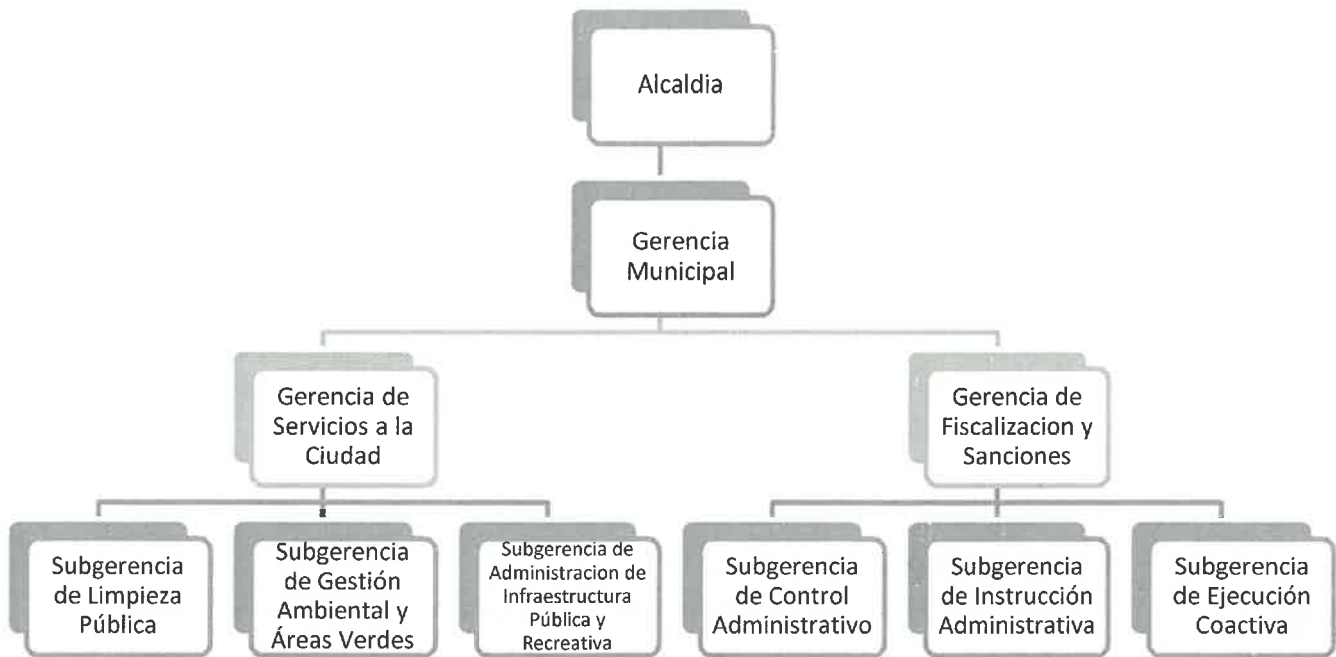 Alcaldia
Gerencia
Municipal
Gerencia de
Servicios a la
Ciudad
Gerencia de
Fiscalizacion y
Sanciones
Subgerencia
de Limpieza
Pública
Subgerencia
de Gestión
Ambiental y
Áreas Verdes
Subgerencia de
Administracion de
Infraestructura
Pública y
Recreativa
Subgerencia
de Control
Administrativo
Subgerencia
de Instrucción
Administrativa
Subgerencia
de Ejecución
Coactiva